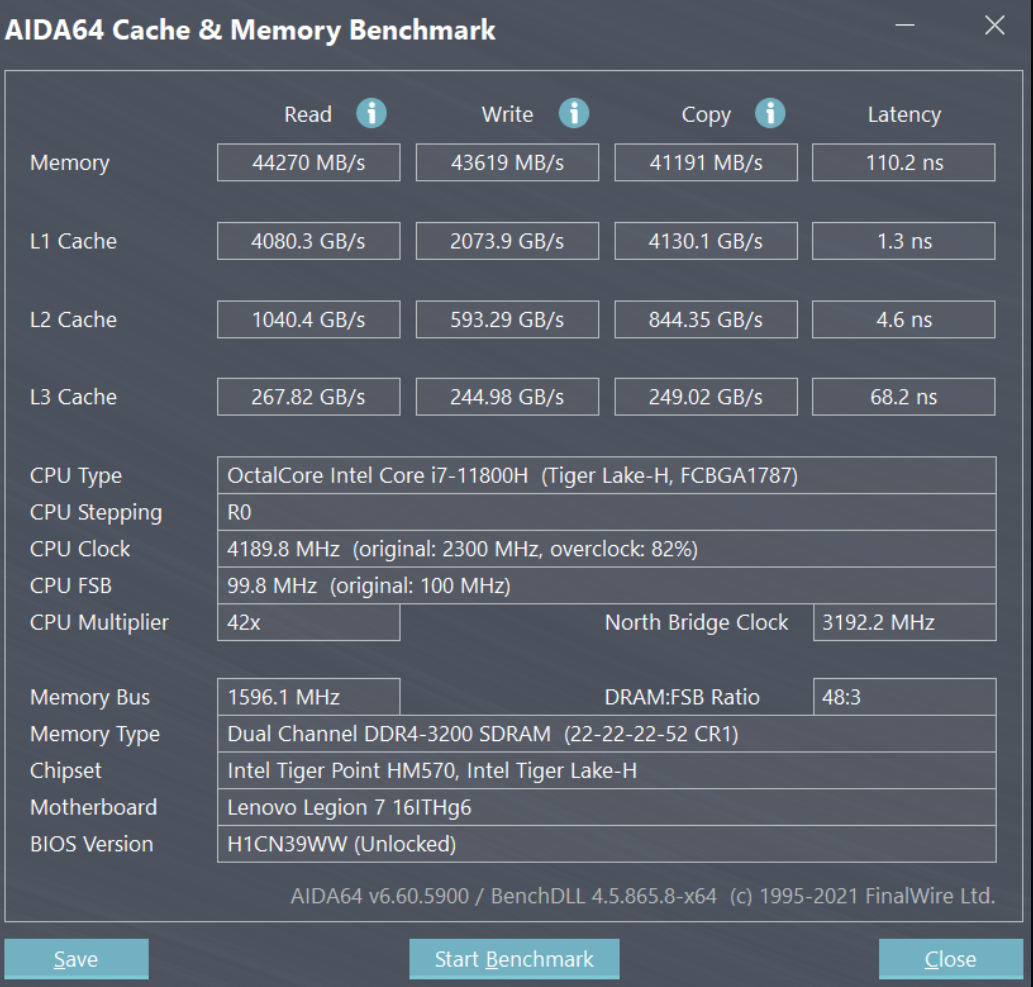 AIDA64 Cache & Memory Benchmark
Read Write Copy Latency
Memory 44270 MB/s 43619 MB/s 41191 MB/s 110.2 ns
L1 Cache 4080.3 GB/s 2073.9 GB/s 4130.1 GB/s 1.3 ns
L2 Cache 1040.4 GB/s 593.29 GB/s 844.35 GB/s 4.6 ns
L3 Cache 267.82 GB/s 244.98 GB/s 249.02 GB/s 68.2 ns
CPU Type OctalCore Intel Core i7-11800H (Tiger Lake-H, FCBGA1787)
CPU Stepping R0
CPU Clock 4189.8 MHz (original: 2300 MHz, overclock: 82%)
CPU FSB 99.8 MHz (original: 100 MHz)
CPU Multiplier 42x North Bridge Clock 3192.2 MHz
Memory Bus 1596.1 MHz DRAM:FSB Ratio 48:3
Memory Type Dual Channel DDR4-3200 SDRAM (22-22-22-52 CR1)
Chipset Intel Tiger Point HM570, Intel Tiger Lake-H
Motherboard Lenovo Legion 7 16ITHg6
BIOS Version H1CN39WW (Unlocked)
AIDA64 v6.60.5900 / BenchDLL 4.5.865.8-x64 (c) 1995-2021 FinalWire Ltd.
Save Start Benchmark Close